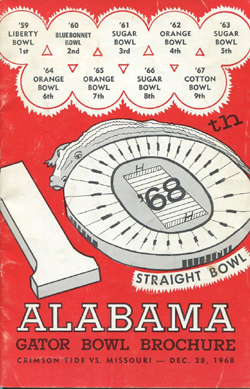 '59
LIBERTY
BOWL
1st
'60
BLUEBONNET
BOWL
2nd
'61
SUGAR
BOWL
3rd
'62
ORANGE
BOWL
4th
'63
SUGAR
BOWL
5th
'64
ORANGE
BOWL
6th
'65
ORANGE
BOWL
7th
'66
SUGAR
BOWL
8th
'67
COTTON
BOWL
9th
th
'68
1
STRAIGHT BOWL
ALABAMA
GATOR BOWL BROCHURE
CRIMSON TIDE VS. MISSOURI — DEC. 28, 1968